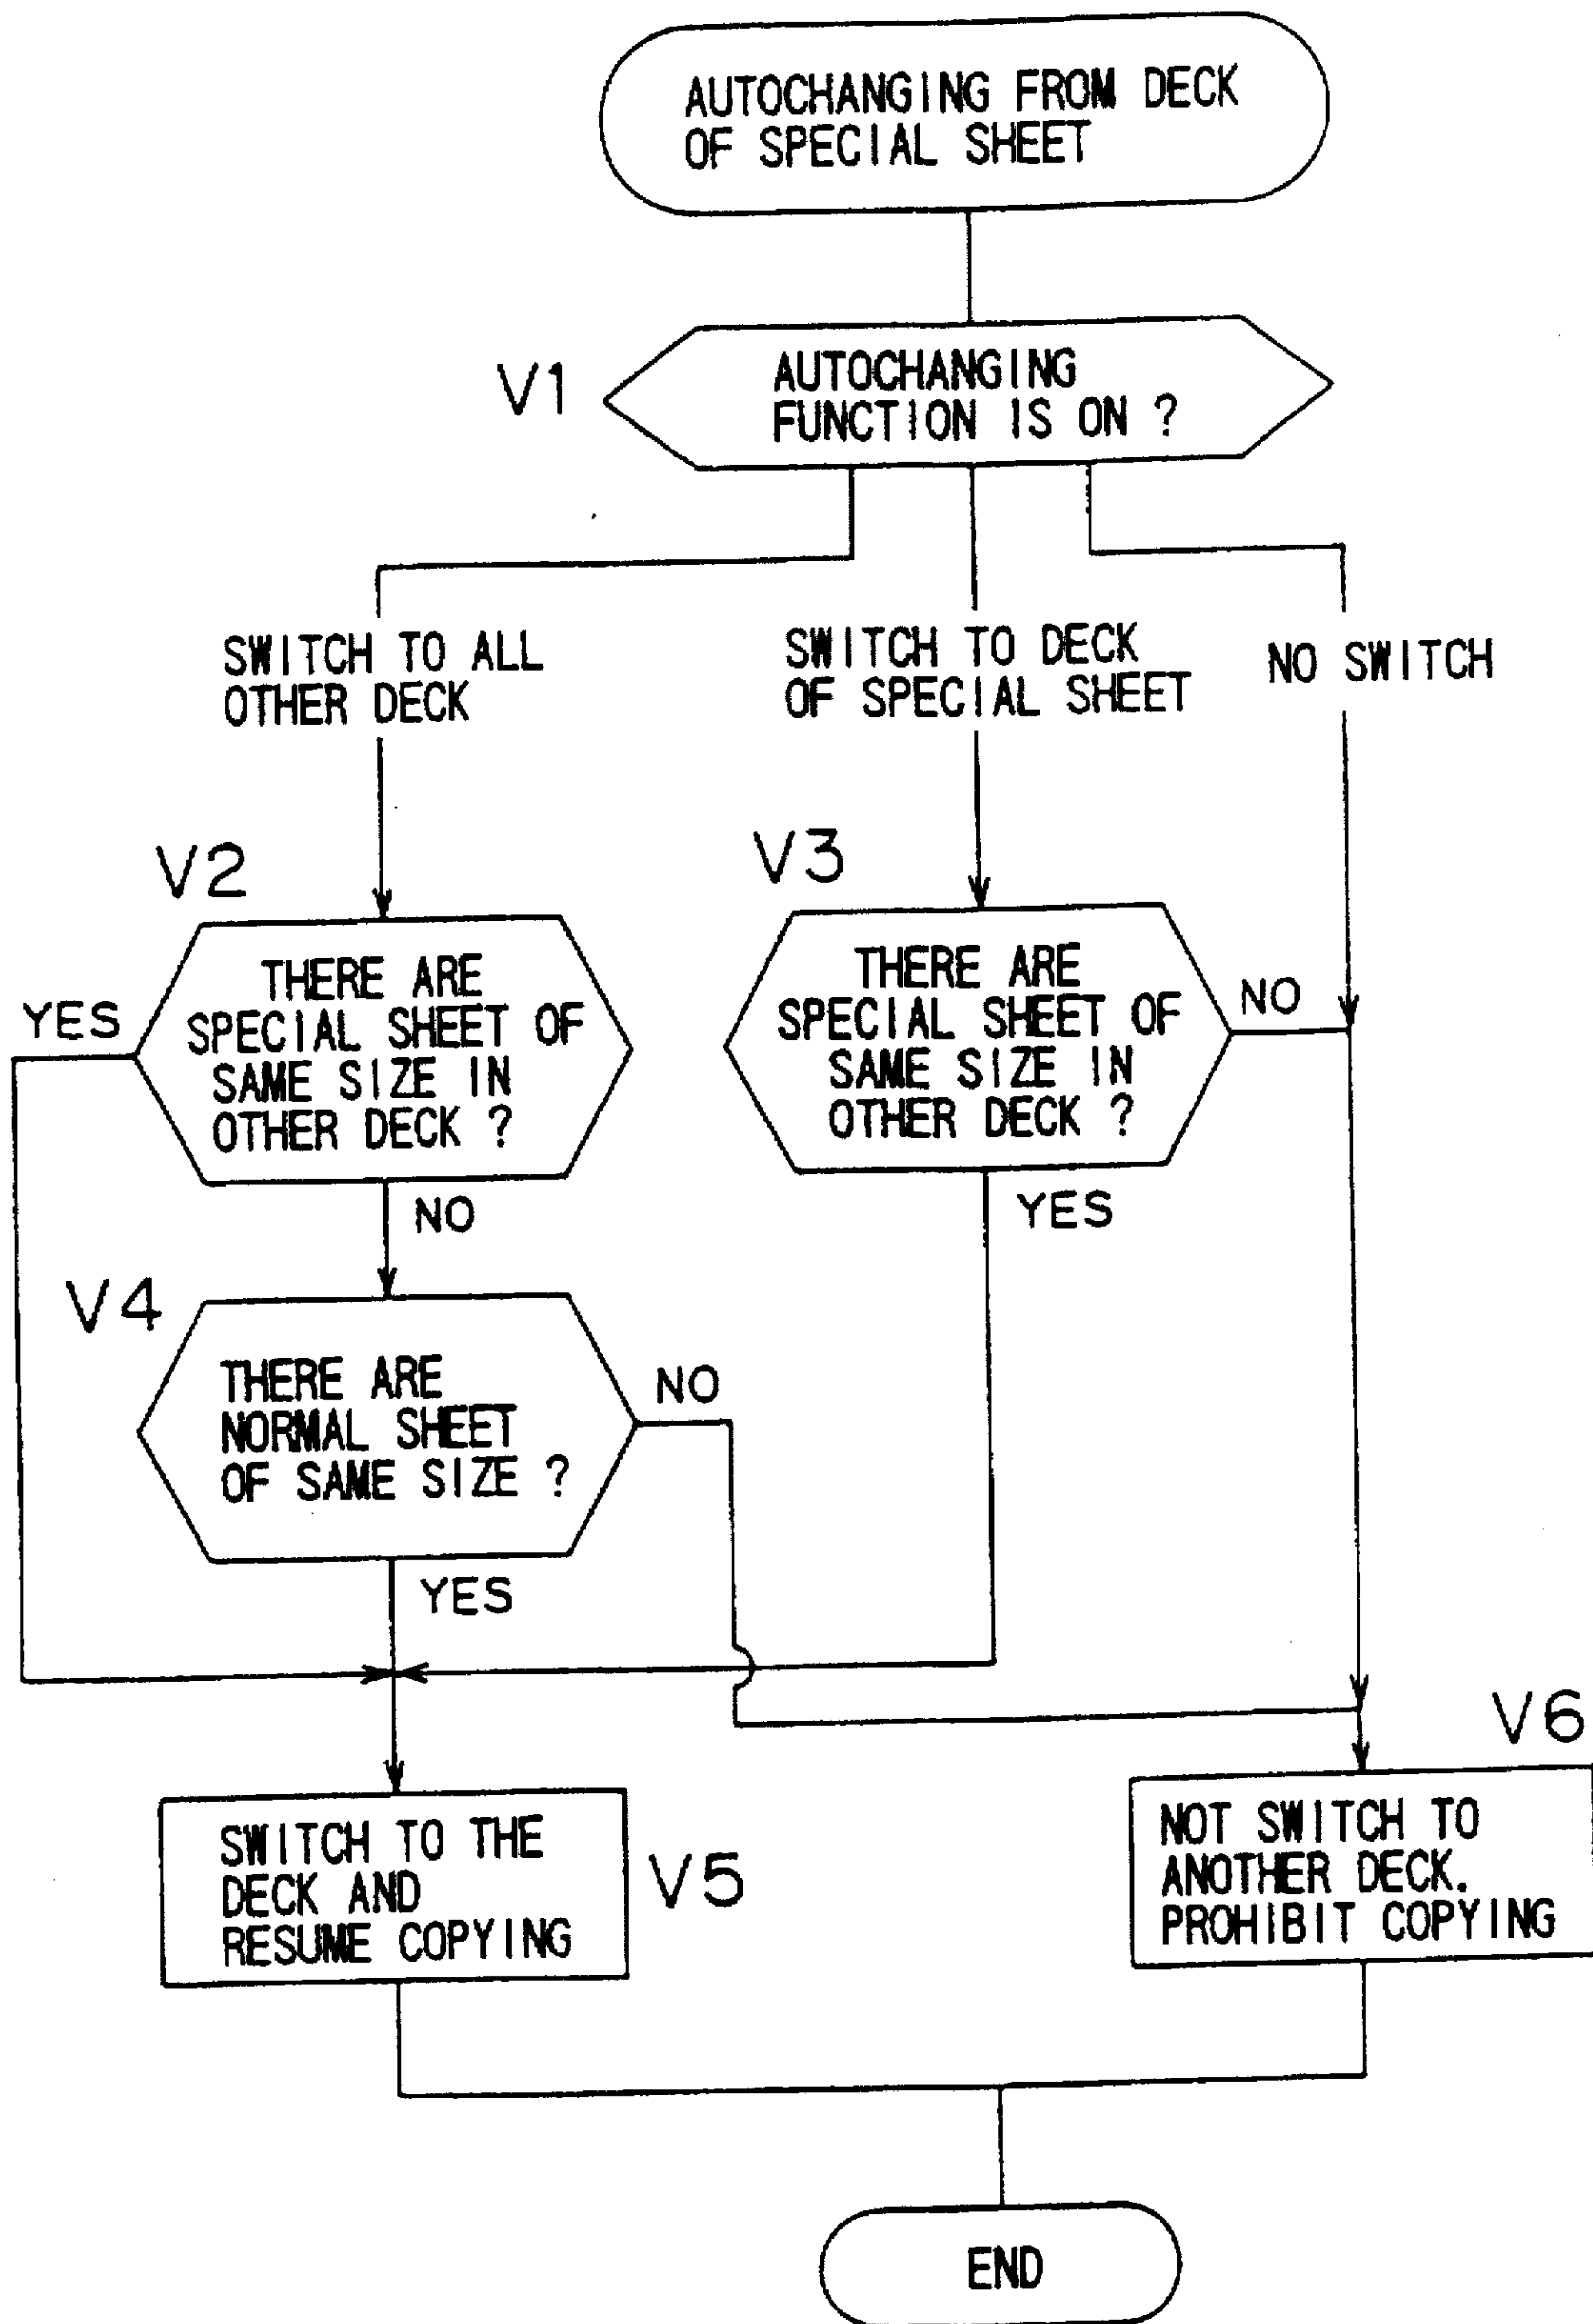 AUTOCHANGING FROM DECK
OF SPECIAL SHEET
V1
AUTOCHANGING
FUNCTION IS ON ?
SWITCH TO ALL
OTHER DECK
SWITCH TO DECK
OF SPECIAL SHEET
NO SWITCH
V2
THERE ARE
SPECIAL SHEET OF
SAME SIZE IN
OTHER DECK ?
YES
NO
V3
THERE ARE
SPECIAL SHEET OF
SAME SIZE IN
OTHER DECK ?
NO
YES
V4
THERE ARE
NORMAL SHEET
OF SAME SIZE ?
NO
YES
SWITCH TO THE
DECK AND
RESUME COPYING
V5
V6
NOT SWITCH TO
ANOTHER DECK.
PROHIBIT COPYING
END